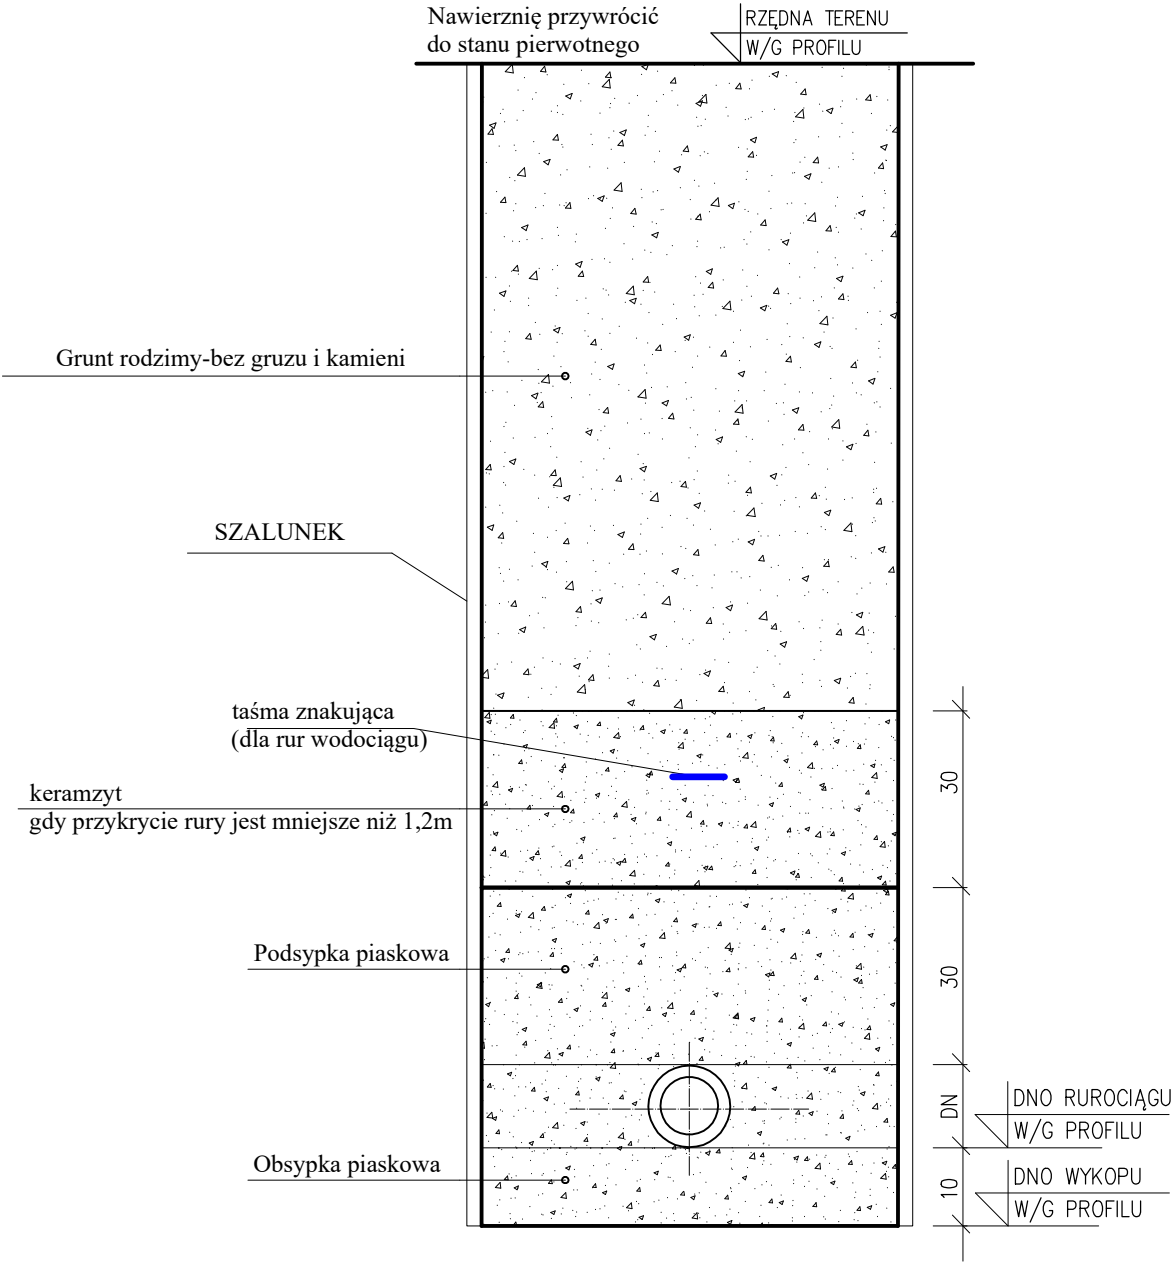 Nawierznię przywrócić
do stanu pierwotnego
RZĘDNA TERENU
W/G PROFILU
Grunt rodzimy-bez gruzu i kamieni
SZALUNEK
taśma znakująca
(dla rur wodociągu)
30
keramzyt
gdy przykrycie rury jest mniejsze niż 1,2m
Podsypka piaskowa
30
DN
DNO RUROCIĄGU
W/G PROFILU
Obsypka piaskowa
10
DNO WYKOPU
W/G PROFILU